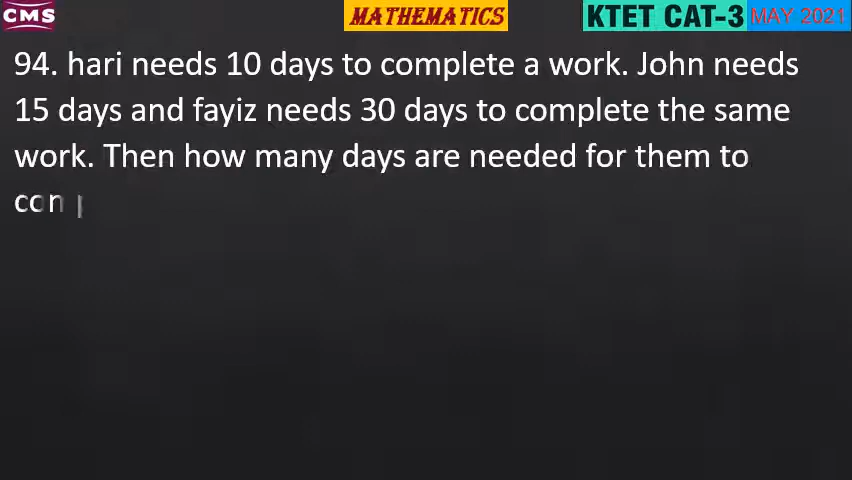 CMS
MATHEMATICS
KTET CAT-3
MAY 2021
94. hari needs 10 days to complete a work. John needs
15 days and fayiz needs 30 days to complete the same
work. Then how many days are needed for them to